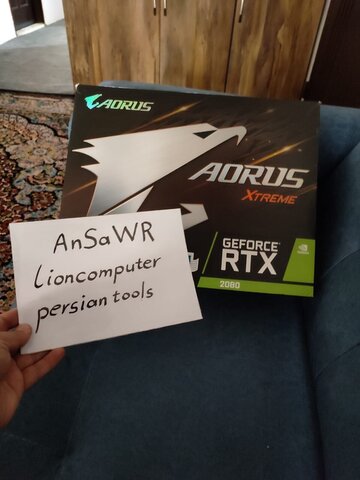 AORUS
AORUS
XTREME
GEFORCE
RTX
2080
AnSaWR
Lioncomputer
persian tools